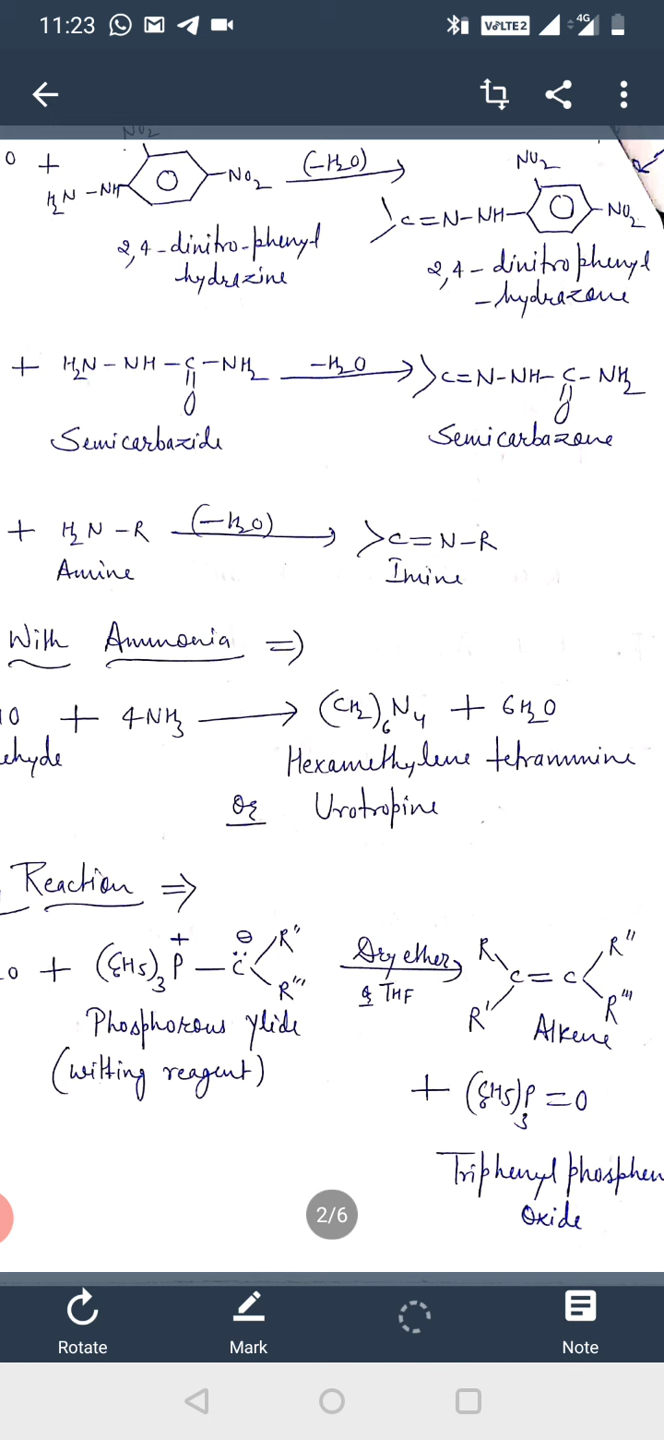 11:23
VoLTE2 4G
NO2 NO2
O + H2N - NH -NO2 (-H2O)
>C=N-NH- -NO2
2,4-dinitro-phenyl
hydrazine
2,4-dinitrophenyl
-hydrazone
+ H2N - NH - C - NH2 -H2O >C=N-NH- C- NH2
O O
Semicarbazide Semicarbazone
+ H2N - R (-H2O) >C=N-R
Amine Imine
With Ammonia =>
+ 4NH3 → (CH2)6N4 + 6H2O
ehyde Hexamethylene tetrammine
Or Urotropine
Reaction ⇒
+ (C6H5)3 P+ - C⊖ R" R"' Dry ether R R' C = C R" R"'
& THF
Phosphorous ylide Alkene
(witting reagent)
+ (C6H5)3P=O
Triphenyl phosphen
Oxide
2/6
Rotate Mark Note